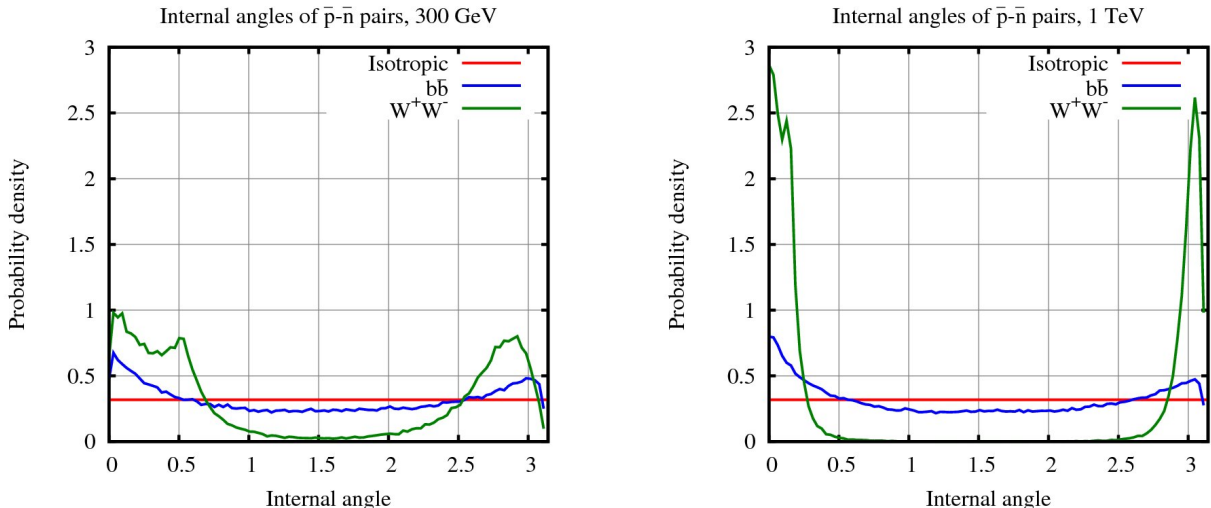 Internal angles of p̄-n̄ pairs, 300 GeV
Probability density
3
2.5
2
1.5
1
0.5
0
Isotropic
bb̄
W⁺W⁻
0 0.5 1 1.5 2 2.5 3
Internal angle
Internal angles of p̄-n̄ pairs, 1 TeV
Probability density
3
2.5
2
1.5
1
0.5
0
Isotropic
bb̄
W⁺W⁻
0 0.5 1 1.5 2 2.5 3
Internal angle